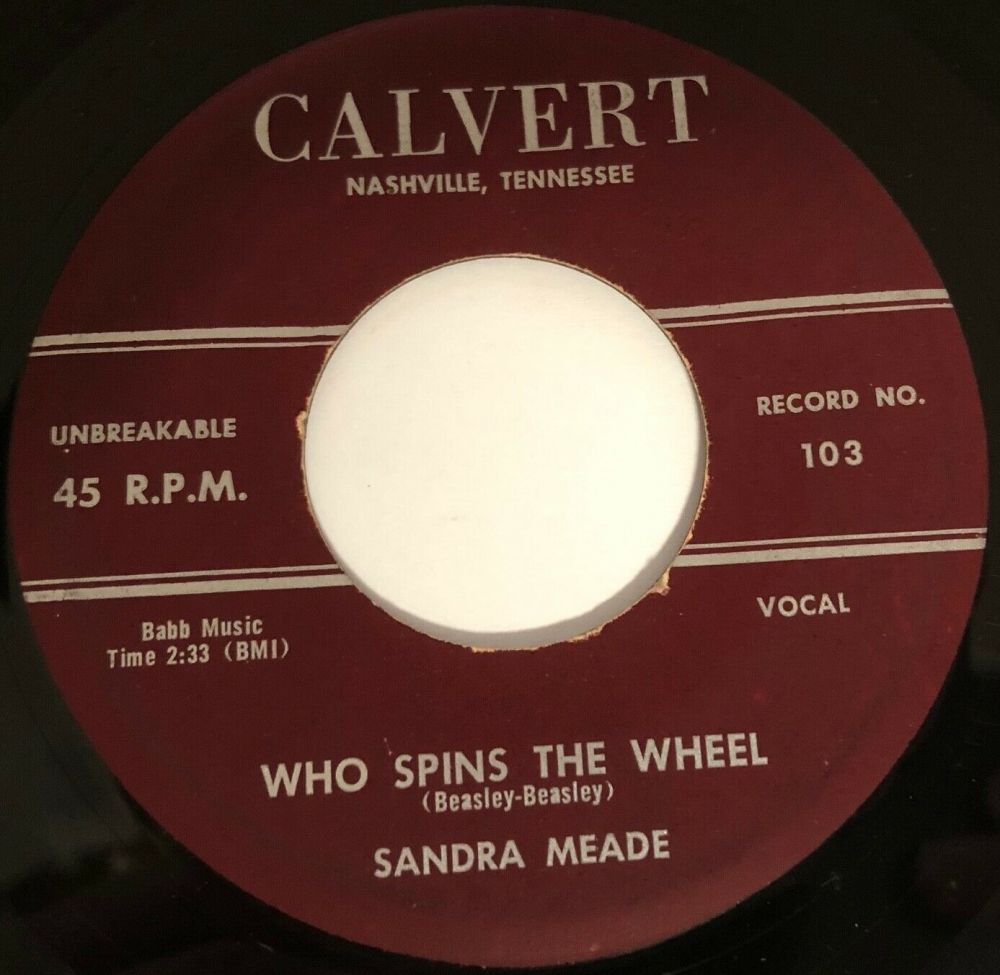 CALVERT
NASHVILLE, TENNESSEE
UNBREAKABLE
45 R.P.M.
RECORD NO.
103
Babb Music
Time 2:33 (BMI)
VOCAL
WHO SPINS THE WHEEL
(Beasley-Beasley)
SANDRA MEADE